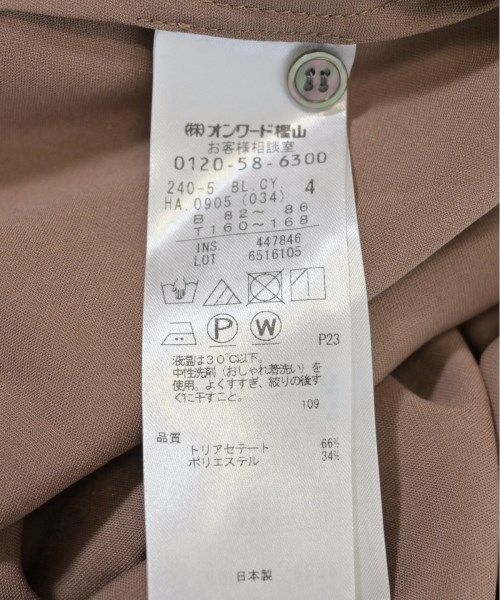 ㈱オンワード樫山
お客様相談室
0120-58-6300
240-5 BL.CY. 4
HA.0905 (034)
B 82〜 86
T160〜168
INS. 447846
LOT 6516105
P W
P23
液温は30℃以下。
中性洗剤（おしゃれ着洗い）を
使用。よくすすぎ、絞りの後す
ぐに干すこと。
109
品質
トリアセテート 66%
ポリエステル 34%
日本製